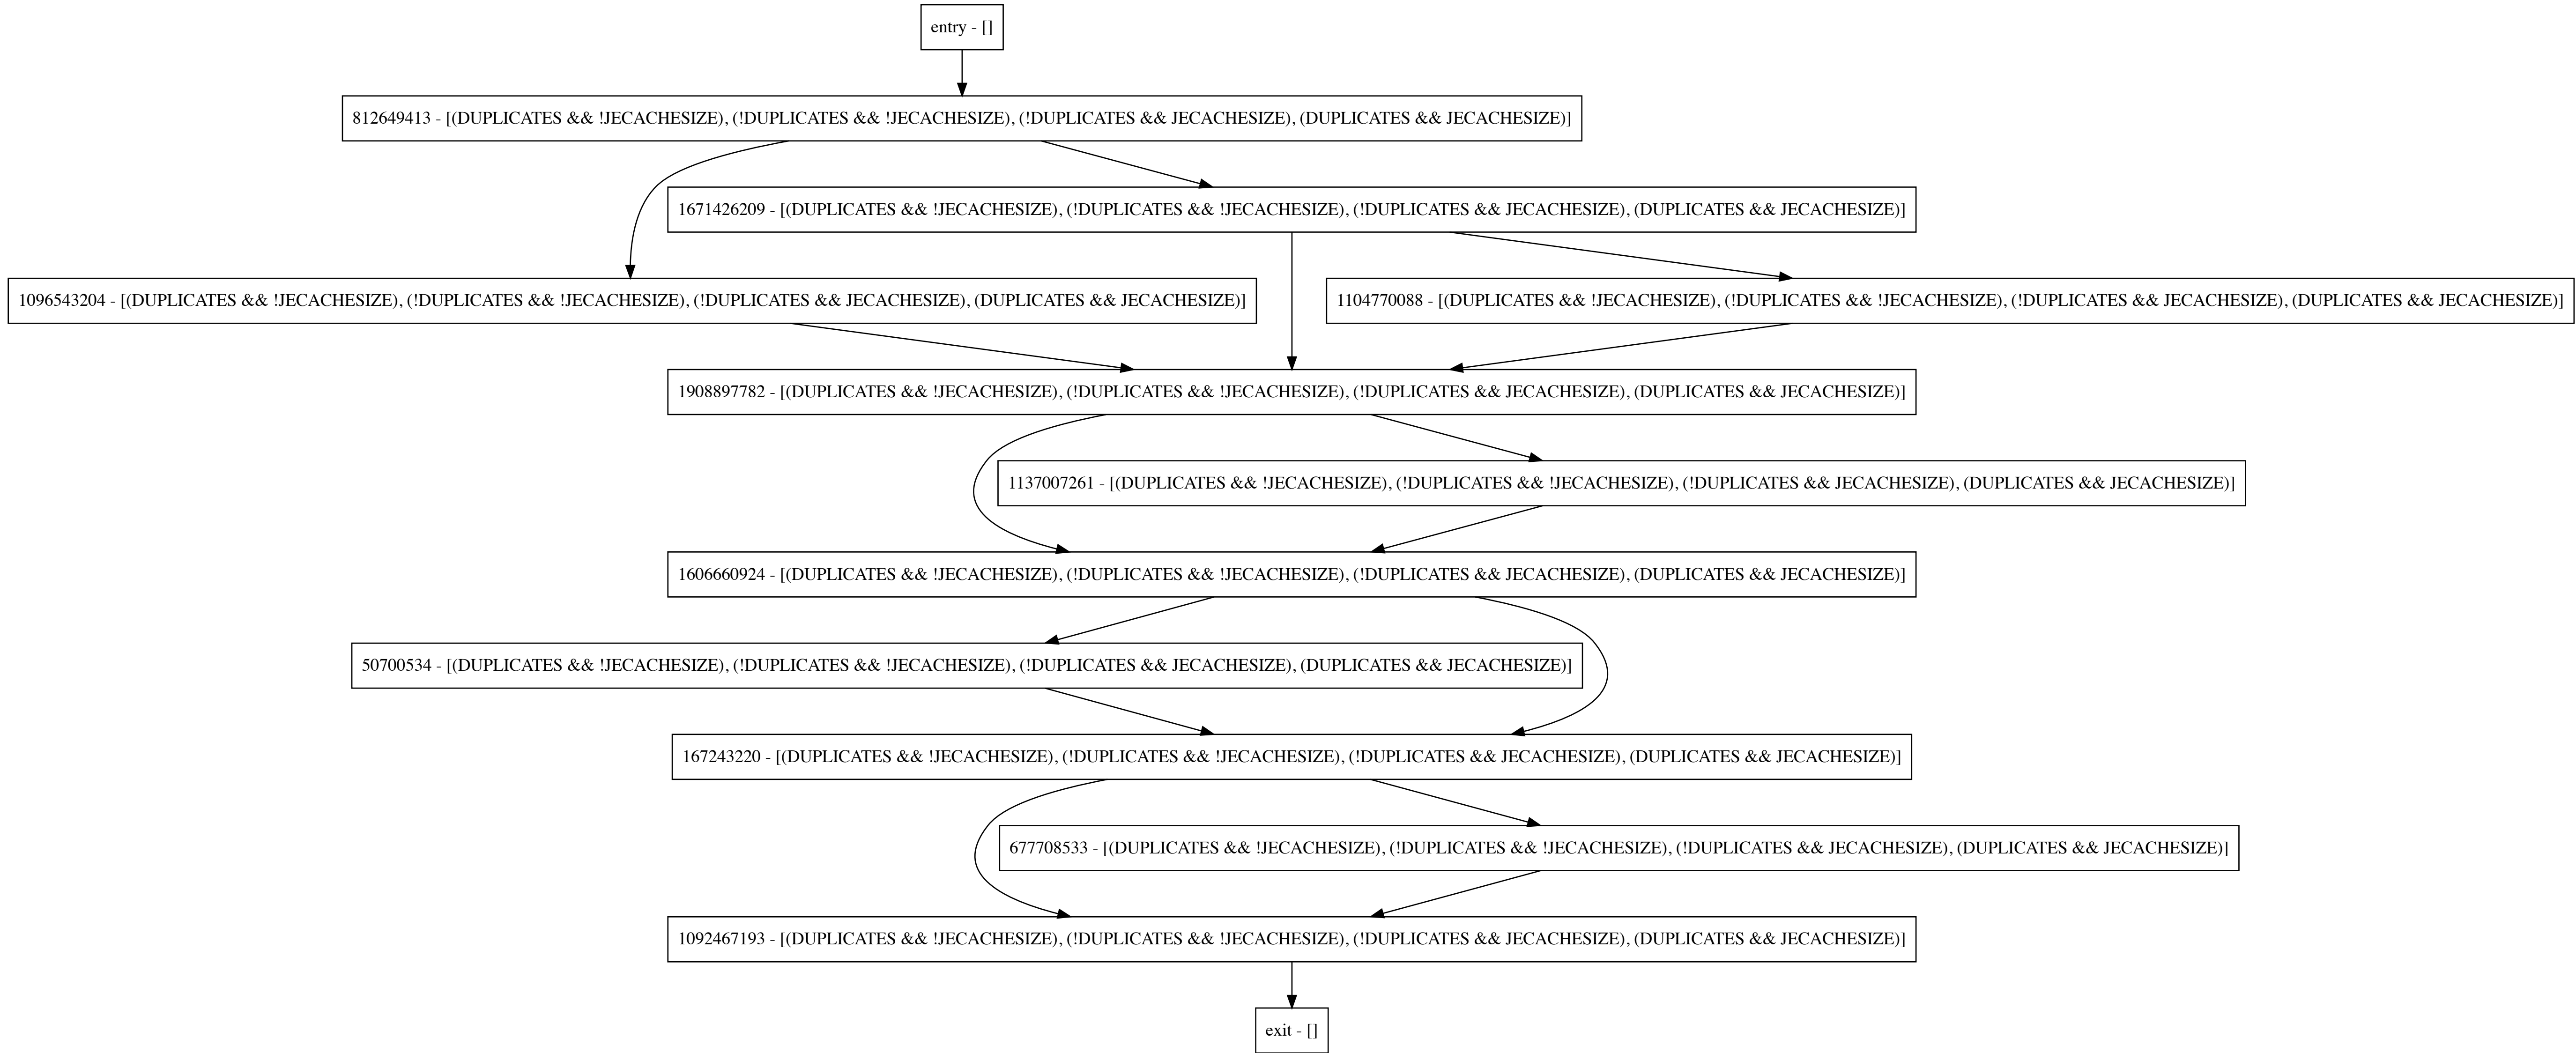 entry - []
812649413 - [(DUPLICATES && !JECACHESIZE), (!DUPLICATES && !JECACHESIZE), (!DUPLICATES && JECACHESIZE), (DUPLICATES && JECACHESIZE)]
1671426209 - [(DUPLICATES && !JECACHESIZE), (!DUPLICATES && !JECACHESIZE), (!DUPLICATES && JECACHESIZE), (DUPLICATES && JECACHESIZE)]
1096543204 - [(DUPLICATES && !JECACHESIZE), (!DUPLICATES && !JECACHESIZE), (!DUPLICATES && JECACHESIZE), (DUPLICATES && JECACHESIZE)]
1104770088 - [(DUPLICATES && !JECACHESIZE), (!DUPLICATES && !JECACHESIZE), (!DUPLICATES && JECACHESIZE), (DUPLICATES && JECACHESIZE)]
1908897782 - [(DUPLICATES && !JECACHESIZE), (!DUPLICATES && !JECACHESIZE), (!DUPLICATES && JECACHESIZE), (DUPLICATES && JECACHESIZE)]
1137007261 - [(DUPLICATES && !JECACHESIZE), (!DUPLICATES && !JECACHESIZE), (!DUPLICATES && JECACHESIZE), (DUPLICATES && JECACHESIZE)]
1606660924 - [(DUPLICATES && !JECACHESIZE), (!DUPLICATES && !JECACHESIZE), (!DUPLICATES && JECACHESIZE), (DUPLICATES && JECACHESIZE)]
50700534 - [(DUPLICATES && !JECACHESIZE), (!DUPLICATES && !JECACHESIZE), (!DUPLICATES && JECACHESIZE), (DUPLICATES && JECACHESIZE)]
167243220 - [(DUPLICATES && !JECACHESIZE), (!DUPLICATES && !JECACHESIZE), (!DUPLICATES && JECACHESIZE), (DUPLICATES && JECACHESIZE)]
677708533 - [(DUPLICATES && !JECACHESIZE), (!DUPLICATES && !JECACHESIZE), (!DUPLICATES && JECACHESIZE), (DUPLICATES && JECACHESIZE)]
1092467193 - [(DUPLICATES && !JECACHESIZE), (!DUPLICATES && !JECACHESIZE), (!DUPLICATES && JECACHESIZE), (DUPLICATES && JECACHESIZE)]
exit - []